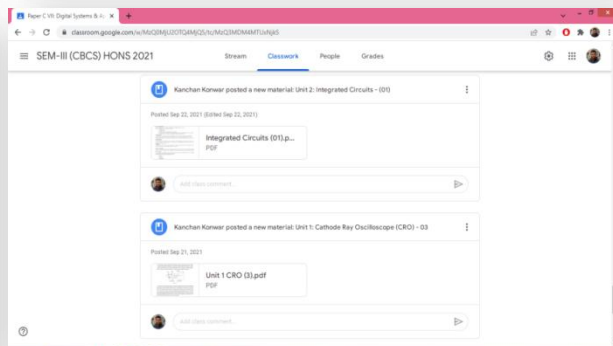 Paper C VII: Digital Systems & Ap
classroom.google.com
SEM-III (CBCS) HONS 2021
Stream
Classwork
People
Grades
Kanchan Konwar posted a new material: Unit 2: Integrated Circuits - (01)
Posted Sep 22, 2021 (Edited Sep 22, 2021)
Integrated Circuits (01).p...
PDF
Add class comment...
Kanchan Konwar posted a new material: Unit 1: Cathode Ray Oscilloscope (CRO) - 03
Posted Sep 21, 2021
Unit 1 CRO (3).pdf
PDF
Add class comment...